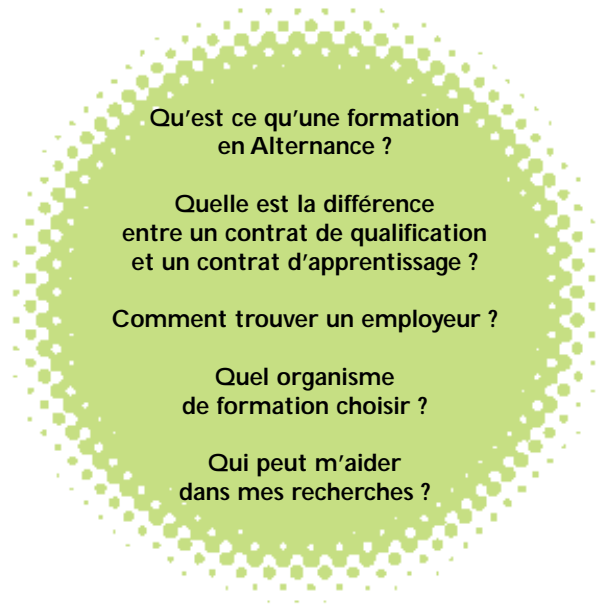 Qu’est ce qu’une formation
en Alternance ?
Quelle est la différence
entre un contrat de qualification
et un contrat d’apprentissage ?
Comment trouver un employeur ?
Quel organisme
de formation choisir ?
Qui peut m’aider
dans mes recherches ?